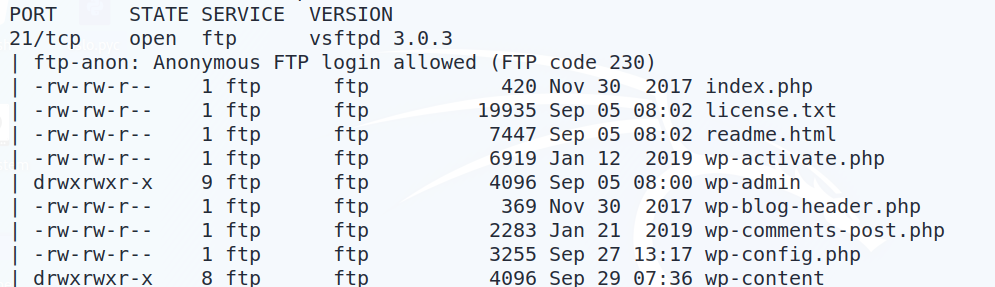 PORT STATE SERVICE VERSION
21/tcp open ftp vsftpd 3.0.3
| ftp-anon: Anonymous FTP login allowed (FTP code 230)
| -rw-rw-r-- 1 ftp ftp 420 Nov 30 2017 index.php
| -rw-rw-r-- 1 ftp ftp 19935 Sep 05 08:02 license.txt
| -rw-rw-r-- 1 ftp ftp 7447 Sep 05 08:02 readme.html
| -rw-rw-r-- 1 ftp ftp 6919 Jan 12 2019 wp-activate.php
| drwxrwxr-x 9 ftp ftp 4096 Sep 05 08:00 wp-admin
| -rw-rw-r-- 1 ftp ftp 369 Nov 30 2017 wp-blog-header.php
| -rw-rw-r-- 1 ftp ftp 2283 Jan 21 2019 wp-comments-post.php
| -rw-rw-r-- 1 ftp ftp 3255 Sep 27 13:17 wp-config.php
| drwxrwxr-x 8 ftp ftp 4096 Sep 29 07:36 wp-content